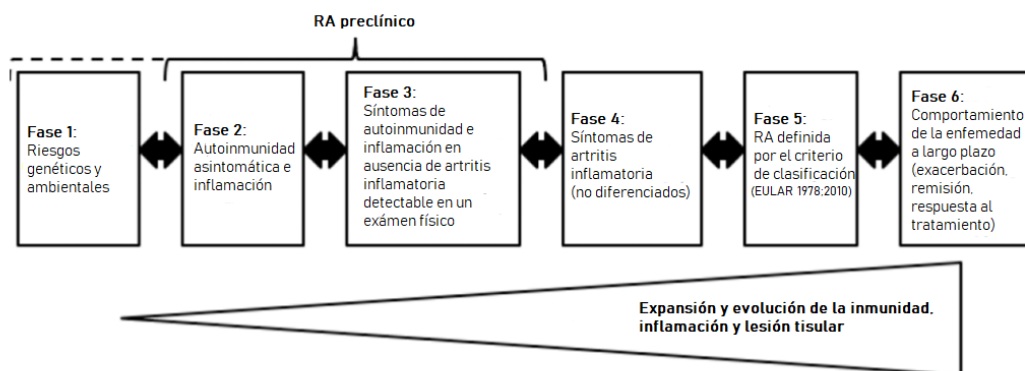 RA preclínico
Fase 1:
Riesgos
genéticos y
ambientales
Fase 2:
Autoinmunidad
asintomática e
inflamación
Fase 3:
Síntomas de
autoinmunidad e
inflamación en
ausencia de artritis
inflamatoria
detectable en un
exámen físico
Fase 4:
Síntomas de
artritis
inflamatoria
(no diferenciados)
Fase 5:
RA definida
por el criterio
de clasificación
(EULAR 1978;2010)
Fase 6:
Comportamiento
de la enfemedad
a largo plazo
(exacerbación,
remisión,
respuesta al
tratamiento)
Expansión y evolución de la inmunidad,
inflamación y lesión tisular